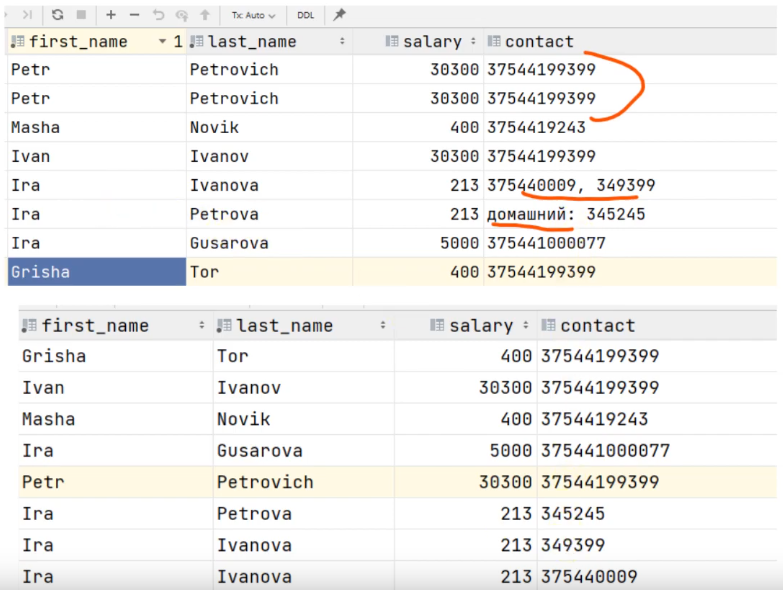 Tx: Auto DDL
first_name 1 last_name salary contact
Petr Petrovich 30300 37544199399
Petr Petrovich 30300 37544199399
Masha Novik 400 3754419243
Ivan Ivanov 30300 37544199399
Ira Ivanova 213 375440009, 349399
Ira Petrova 213 домашний: 345245
Ira Gusarova 5000 375441000077
Grisha Tor 400 37544199399
first_name last_name salary contact
Grisha Tor 400 37544199399
Ivan Ivanov 30300 37544199399
Masha Novik 400 3754419243
Ira Gusarova 5000 375441000077
Petr Petrovich 30300 37544199399
Ira Petrova 213 345245
Ira Ivanova 213 349399
Ira Ivanova 213 375440009